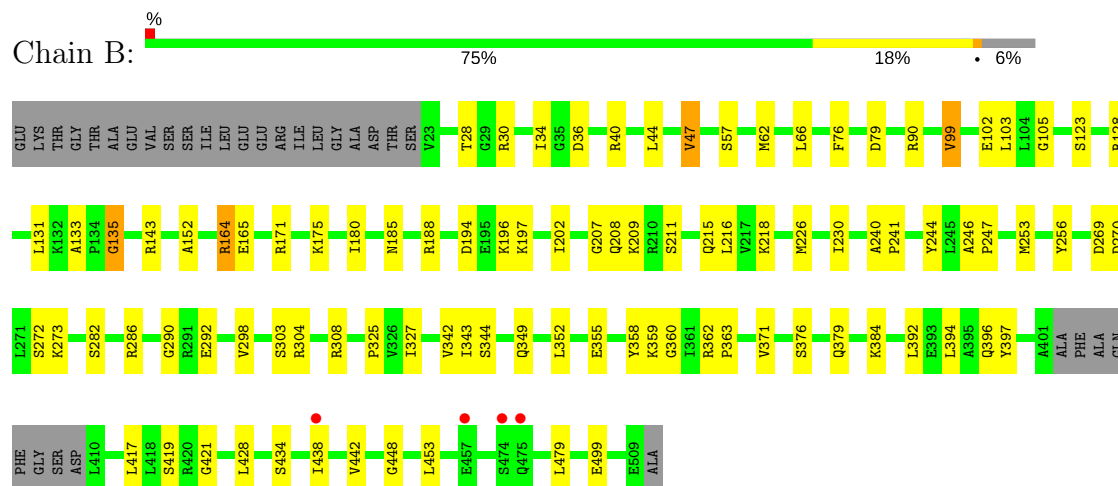 %
Chain B:
75% 18% • 6%
GLU LYS THR GLY THR ALA GLU VAL SER SER ILE LEU GLU GLU ARG ILE LEU GLY ALA ASP THR SER V23 T28 G29 R30 I34 G35 D36 R40 L44 V47 S57 M62 L66 F76 D79 R90 V99 E102 L103 L104 G105 S123
L131 K132 A133 P134 G135 R143 A152 R164 E165 R171 K175 I180 N185 R188 D194 E195 K196 K197 I202 G207 Q208 K209 R210 S211 Q215 L216 V217 K218 M226 I230 A240 P241 Y244 L245 A246 P247 M253 Y256 D269
L271 S272 K273 S282 R286 G290 R291 E292 V298 S303 R304 R308 P325 V326 I327 V342 I343 S344 Q349 L352 E355 Y358 K359 G360 I361 R362 P363 V371 S376 Q379 K384 L392 E393 L394 A395 Q396 Y397 A401 ALA PHE ALA
PHE GLY SER ASP L410 L417 L418 S419 R420 G421 L428 S434 I438 V442 G448 L453 E457 S474 Q475 L479 E499 E509 ALA